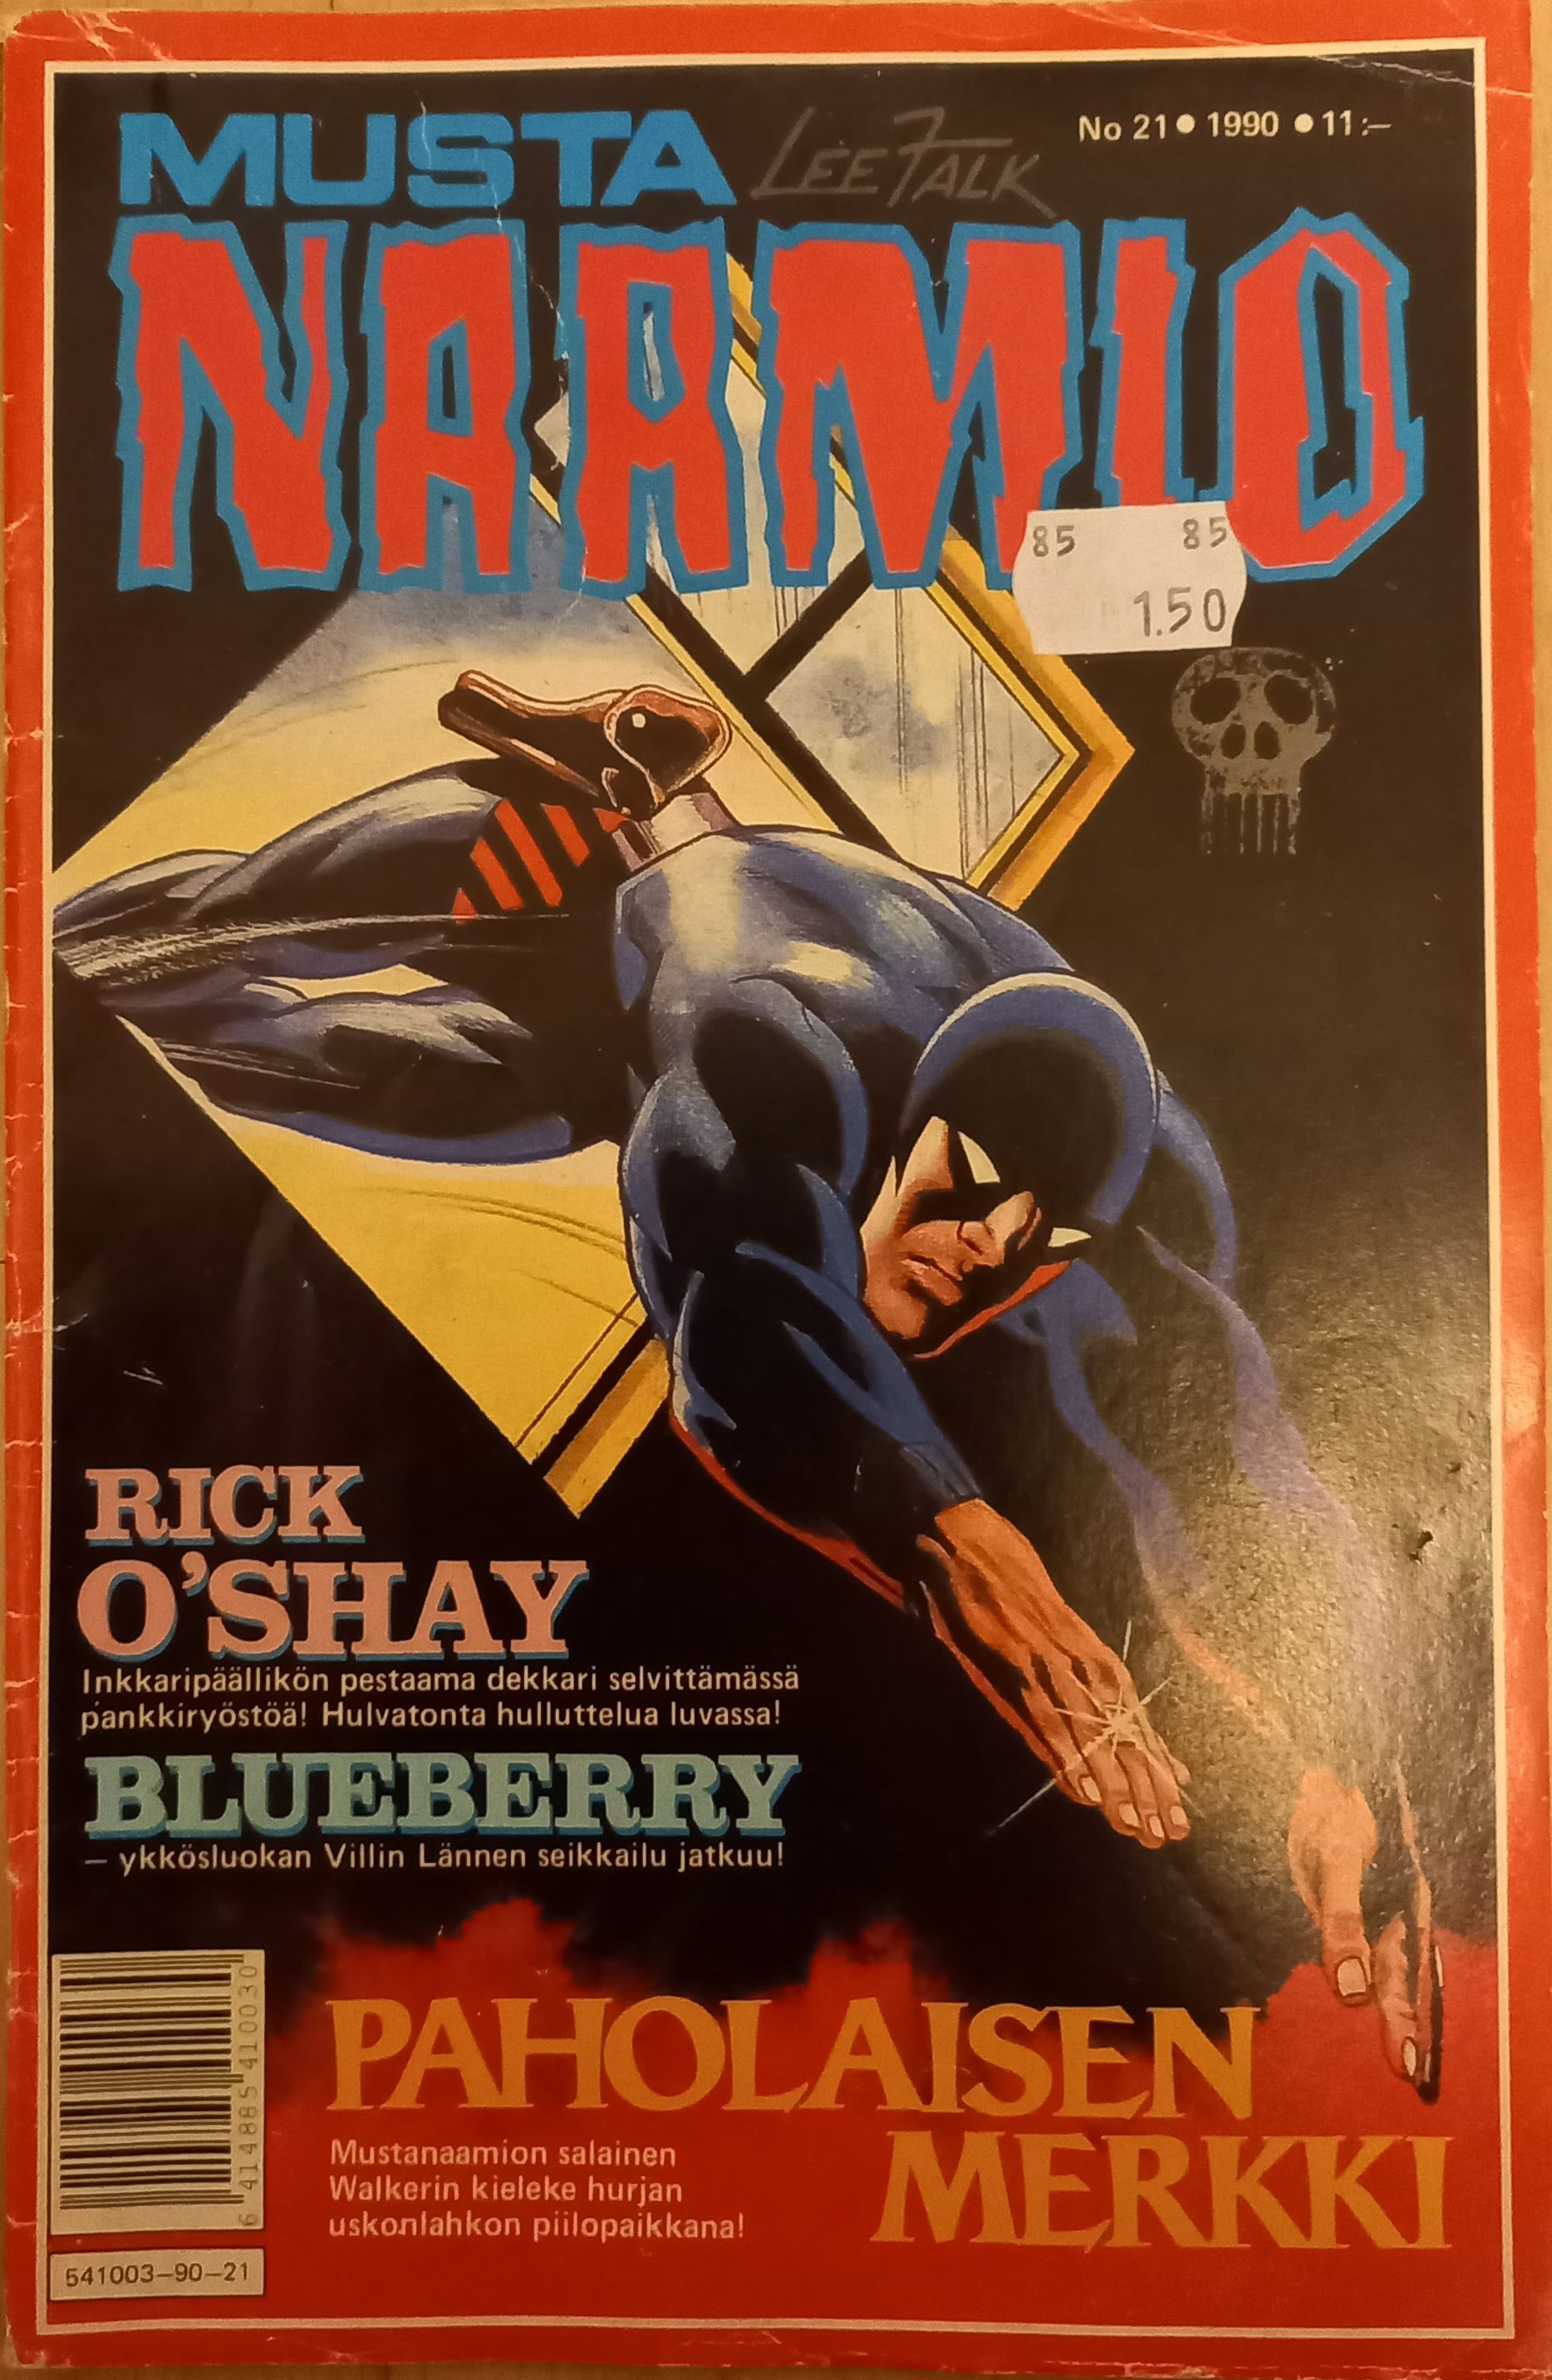 MUSTA
LEE FALK
No 21 • 1990 • 11:—
NAAMIO
85 85
1.50
RICK
O'SHAY
Inkkaripäällikön pestaama dekkari selvittämässä
pankkiryöstöä! Hulvatonta hulluttelua luvassa!
BLUEBERRY
– ykkösluokan Villin Lännen seikkailu jatkuu!
PAHOLAISEN
MERKKI
Mustanaamion salainen
Walkerin kieleke hurjan
uskonlahkon piilopaikkana!
6 414885 410030
541003–90–21